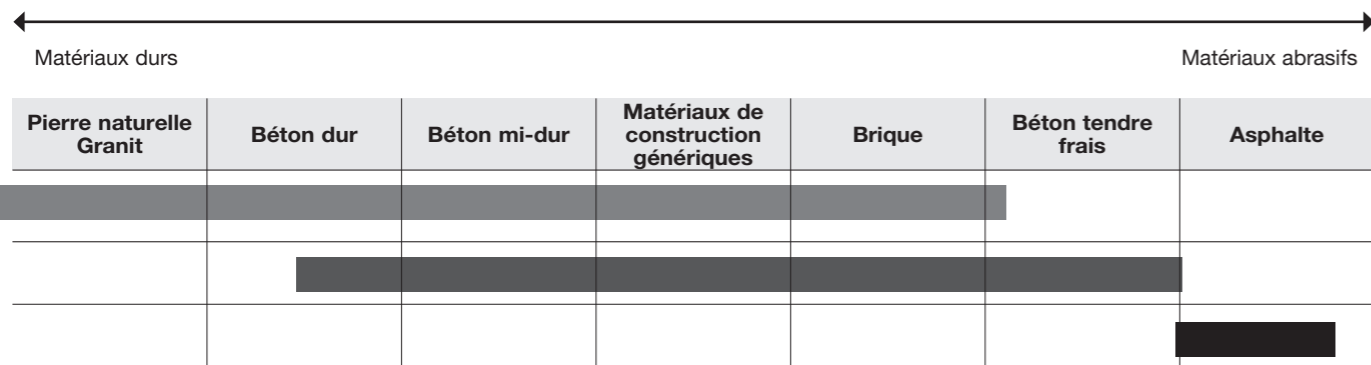 Matériaux durs
Matériaux abrasifs
Pierre naturelle
Granit
Béton dur
Béton mi-dur
Matériaux de
construction
génériques
Brique
Béton tendre
frais
Asphalte